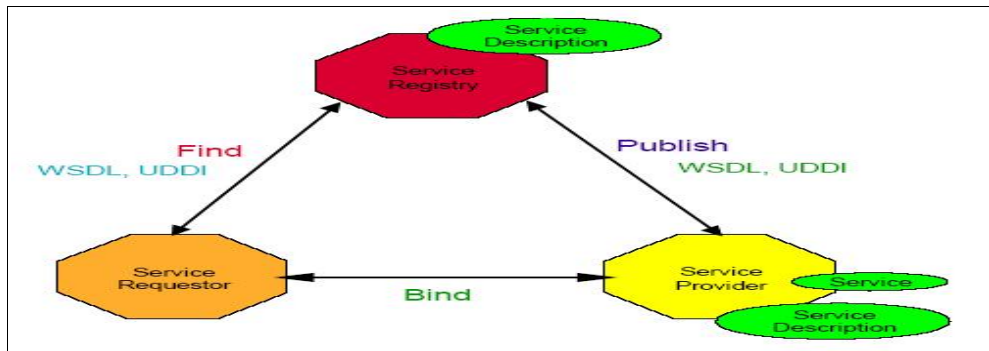 Service
Description
Service
Registry
Find
WSDL, UDDI
Publish
WSDL, UDDI
Service
Requestor
Bind
Service
Provider
Service
Service
Description